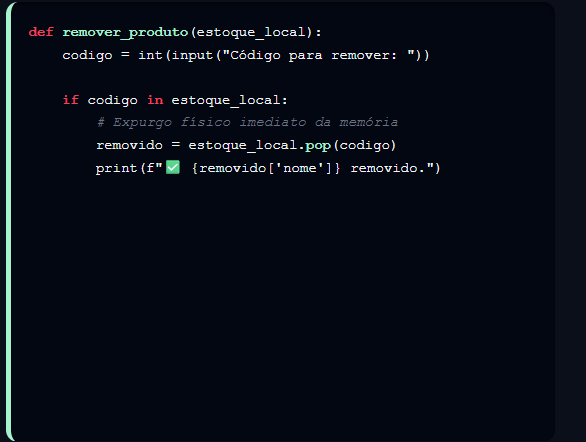 def remover_produto(estoque_local):
    codigo = int(input("Código para remover: "))

    if codigo in estoque_local:
        # Expurgo físico imediato da memória
        removido = estoque_local.pop(codigo)
        print(f"✅ {removido['nome']} removido.")